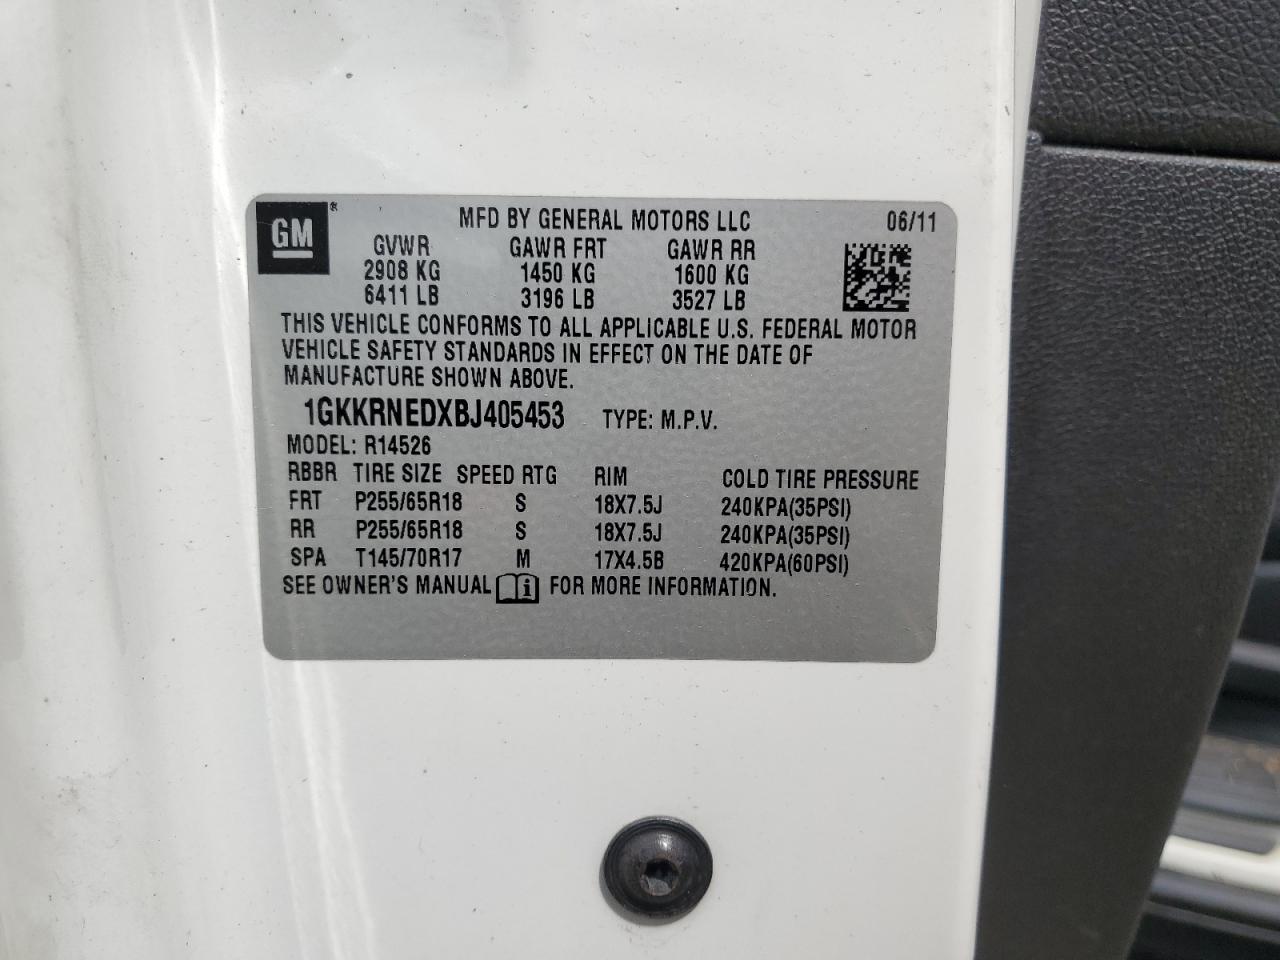 GM
MFD BY GENERAL MOTORS LLC 06/11
GVWR GAWR FRT GAWR RR
2908 KG 1450 KG 1600 KG
6411 LB 3196 LB 3527 LB
THIS VEHICLE CONFORMS TO ALL APPLICABLE U.S. FEDERAL MOTOR
VEHICLE SAFETY STANDARDS IN EFFECT ON THE DATE OF
MANUFACTURE SHOWN ABOVE.
1GKKRNEDXBJ405453 TYPE: M.P.V.
MODEL: R14526
RBBR TIRE SIZE SPEED RTG RIM COLD TIRE PRESSURE
FRT P255/65R18 S 18X7.5J 240KPA(35PSI)
RR P255/65R18 S 18X7.5J 240KPA(35PSI)
SPA T145/70R17 M 17X4.5B 420KPA(60PSI)
SEE OWNER'S MANUAL i FOR MORE INFORMATION.